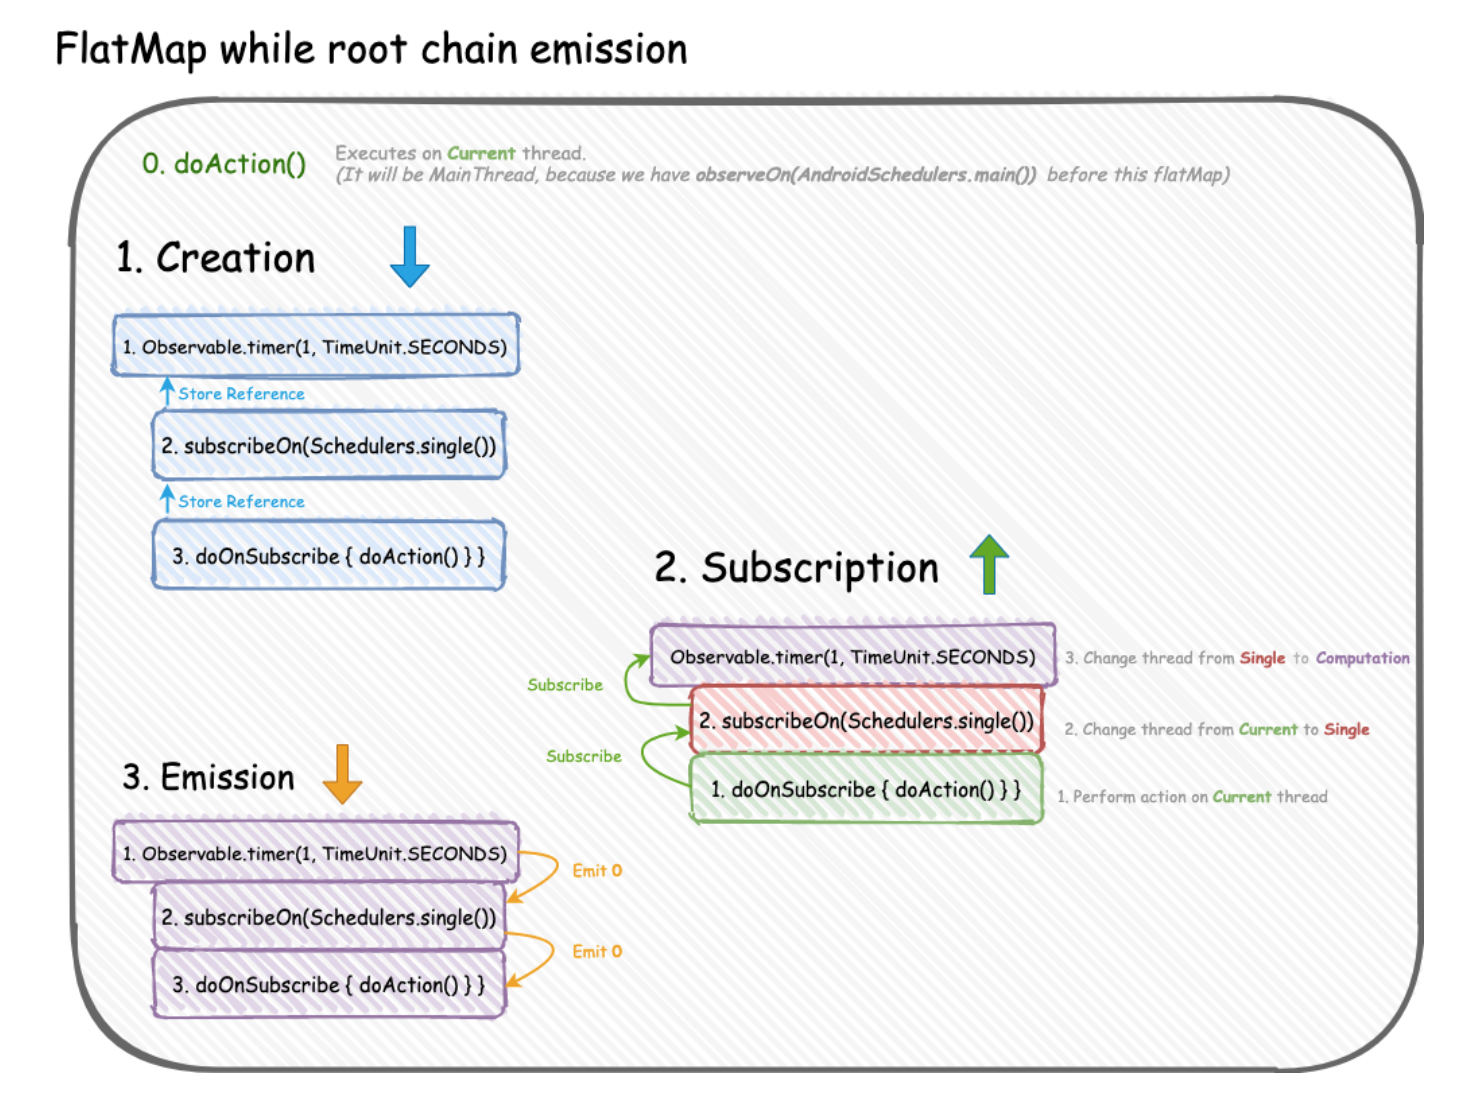 FlatMap while root chain emission
0. doAction()
Executes on Current thread.
(It will be MainThread, because we have observeOn(AndroidSchedulers.main()) before this flatMap)
1. Creation
1. Observable.timer(1, TimeUnit.SECONDS)
Store Reference
2. subscribeOn(Schedulers.single())
Store Reference
3. doOnSubscribe { doAction() } }
2. Subscription
Observable.timer(1, TimeUnit.SECONDS)
3. Change thread from Single to Computation
Subscribe
2. subscribeOn(Schedulers.single())
2. Change thread from Current to Single
Subscribe
1. doOnSubscribe { doAction() } }
1. Perform action on Current thread
3. Emission
1. Observable.timer(1, TimeUnit.SECONDS)
Emit 0
2. subscribeOn(Schedulers.single())
Emit 0
3. doOnSubscribe { doAction() } }